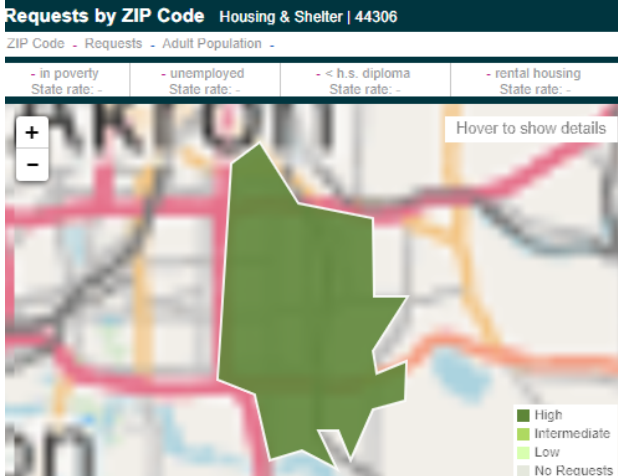 Requests by ZIP Code Housing & Shelter | 44306
ZIP Code - Requests - Adult Population -
- in poverty
State rate: -
- unemployed
State rate: -
- < h.s. diploma
State rate: -
- rental housing
State rate: -
+
Hover to show details
−
High
Intermediate
Low
No Requests